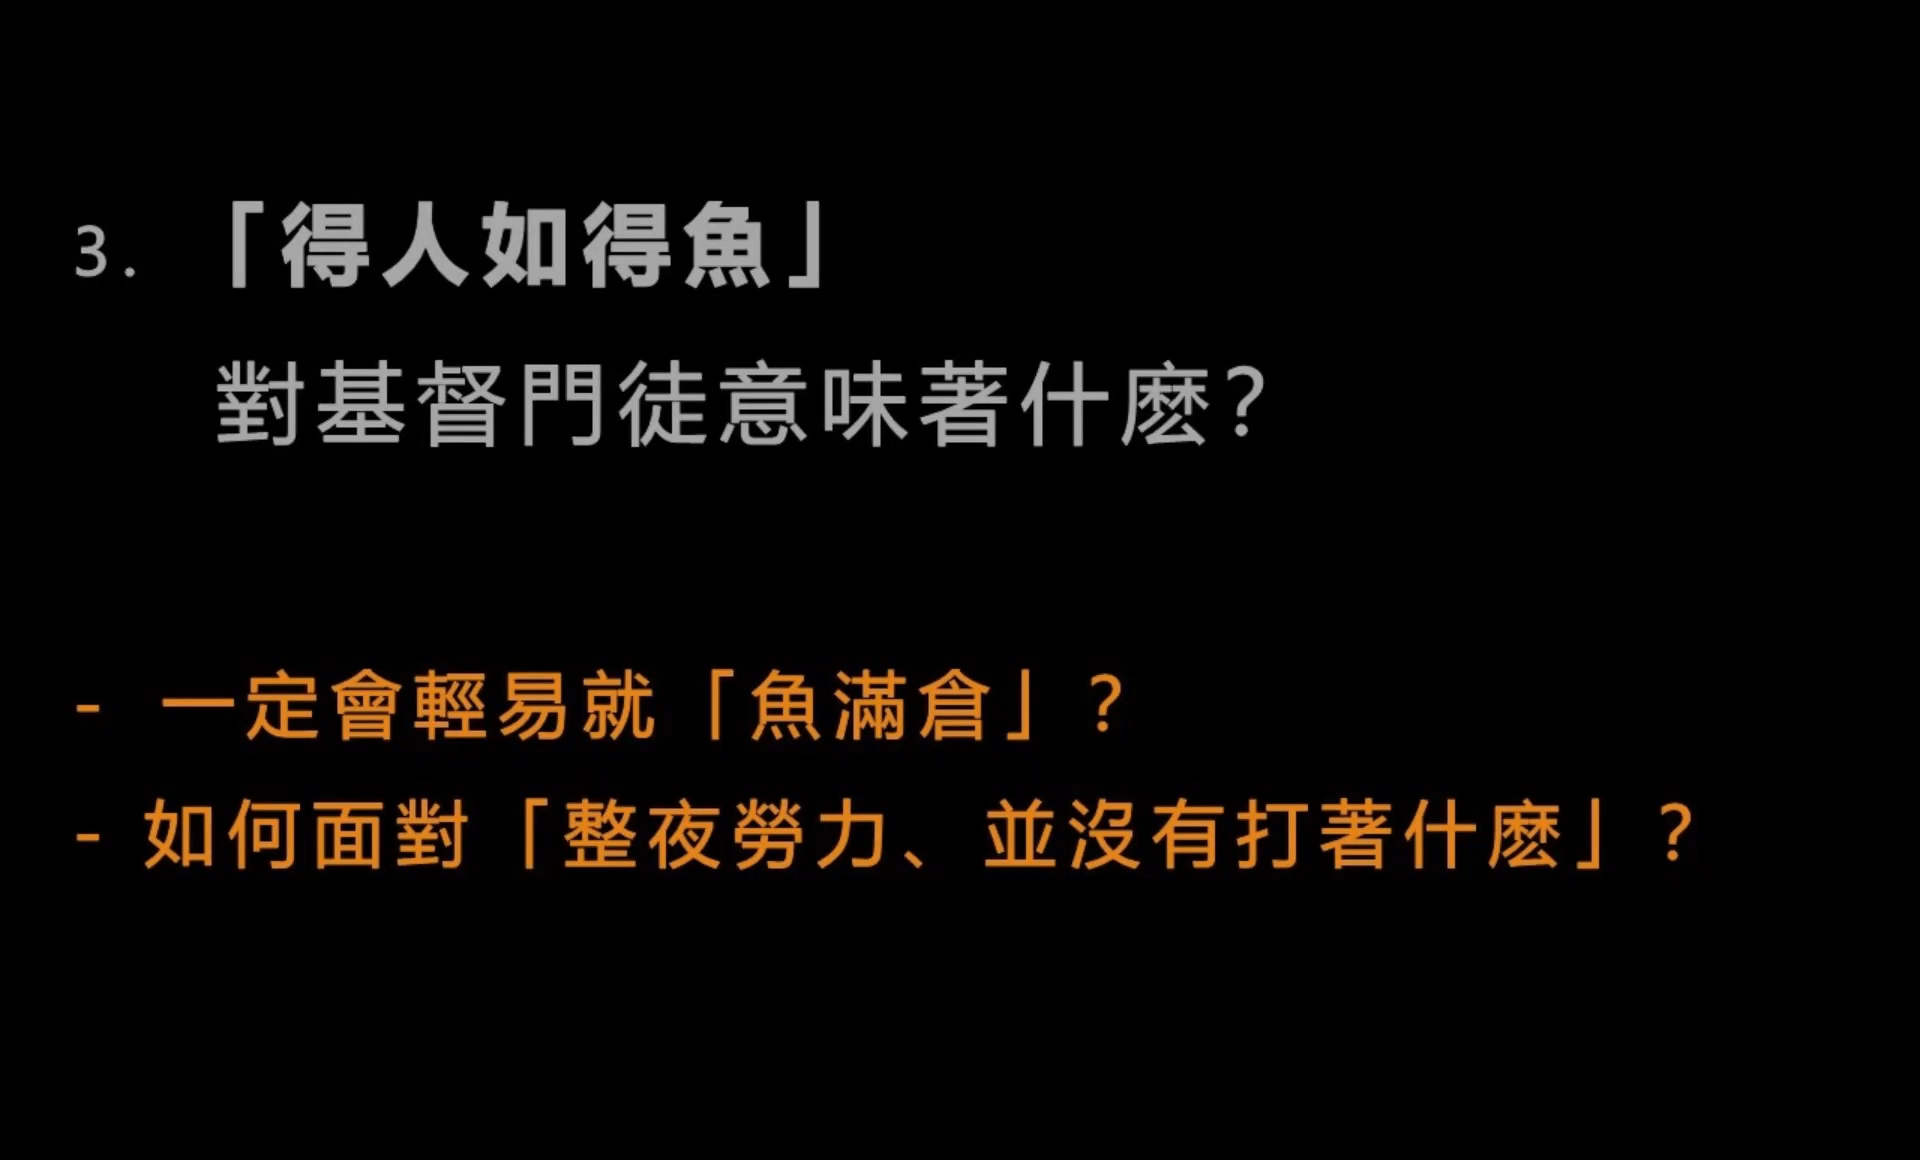 3. 「得人如得魚」
對基督門徒意味著什麽？
- 一定會輕易就「魚滿倉」？
- 如何面對「整夜勞力、並沒有打著什麽」？